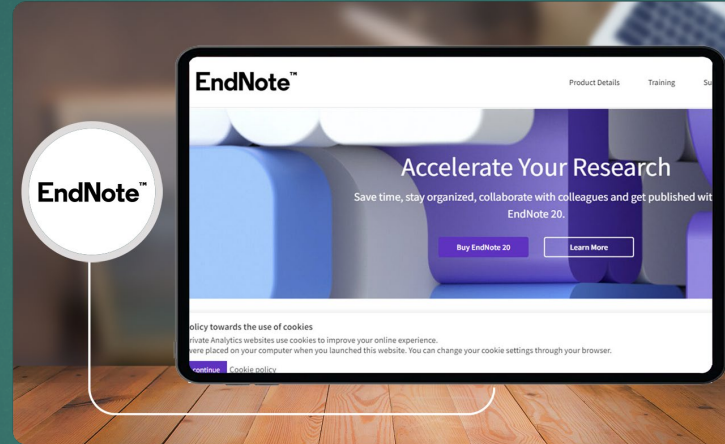 EndNote™
Product Details
Training
Su
EndNote™
Accelerate Your Research
Save time, stay organized, collaborate with colleagues and get published wit
EndNote 20.
Buy EndNote 20
Learn More
olicy towards the use of cookies
rivate Analytics websites use cookies to improve your online experience.
were placed on your computer when you launched this website. You can change your cookie settings through your browser.
continue
Cookie policy